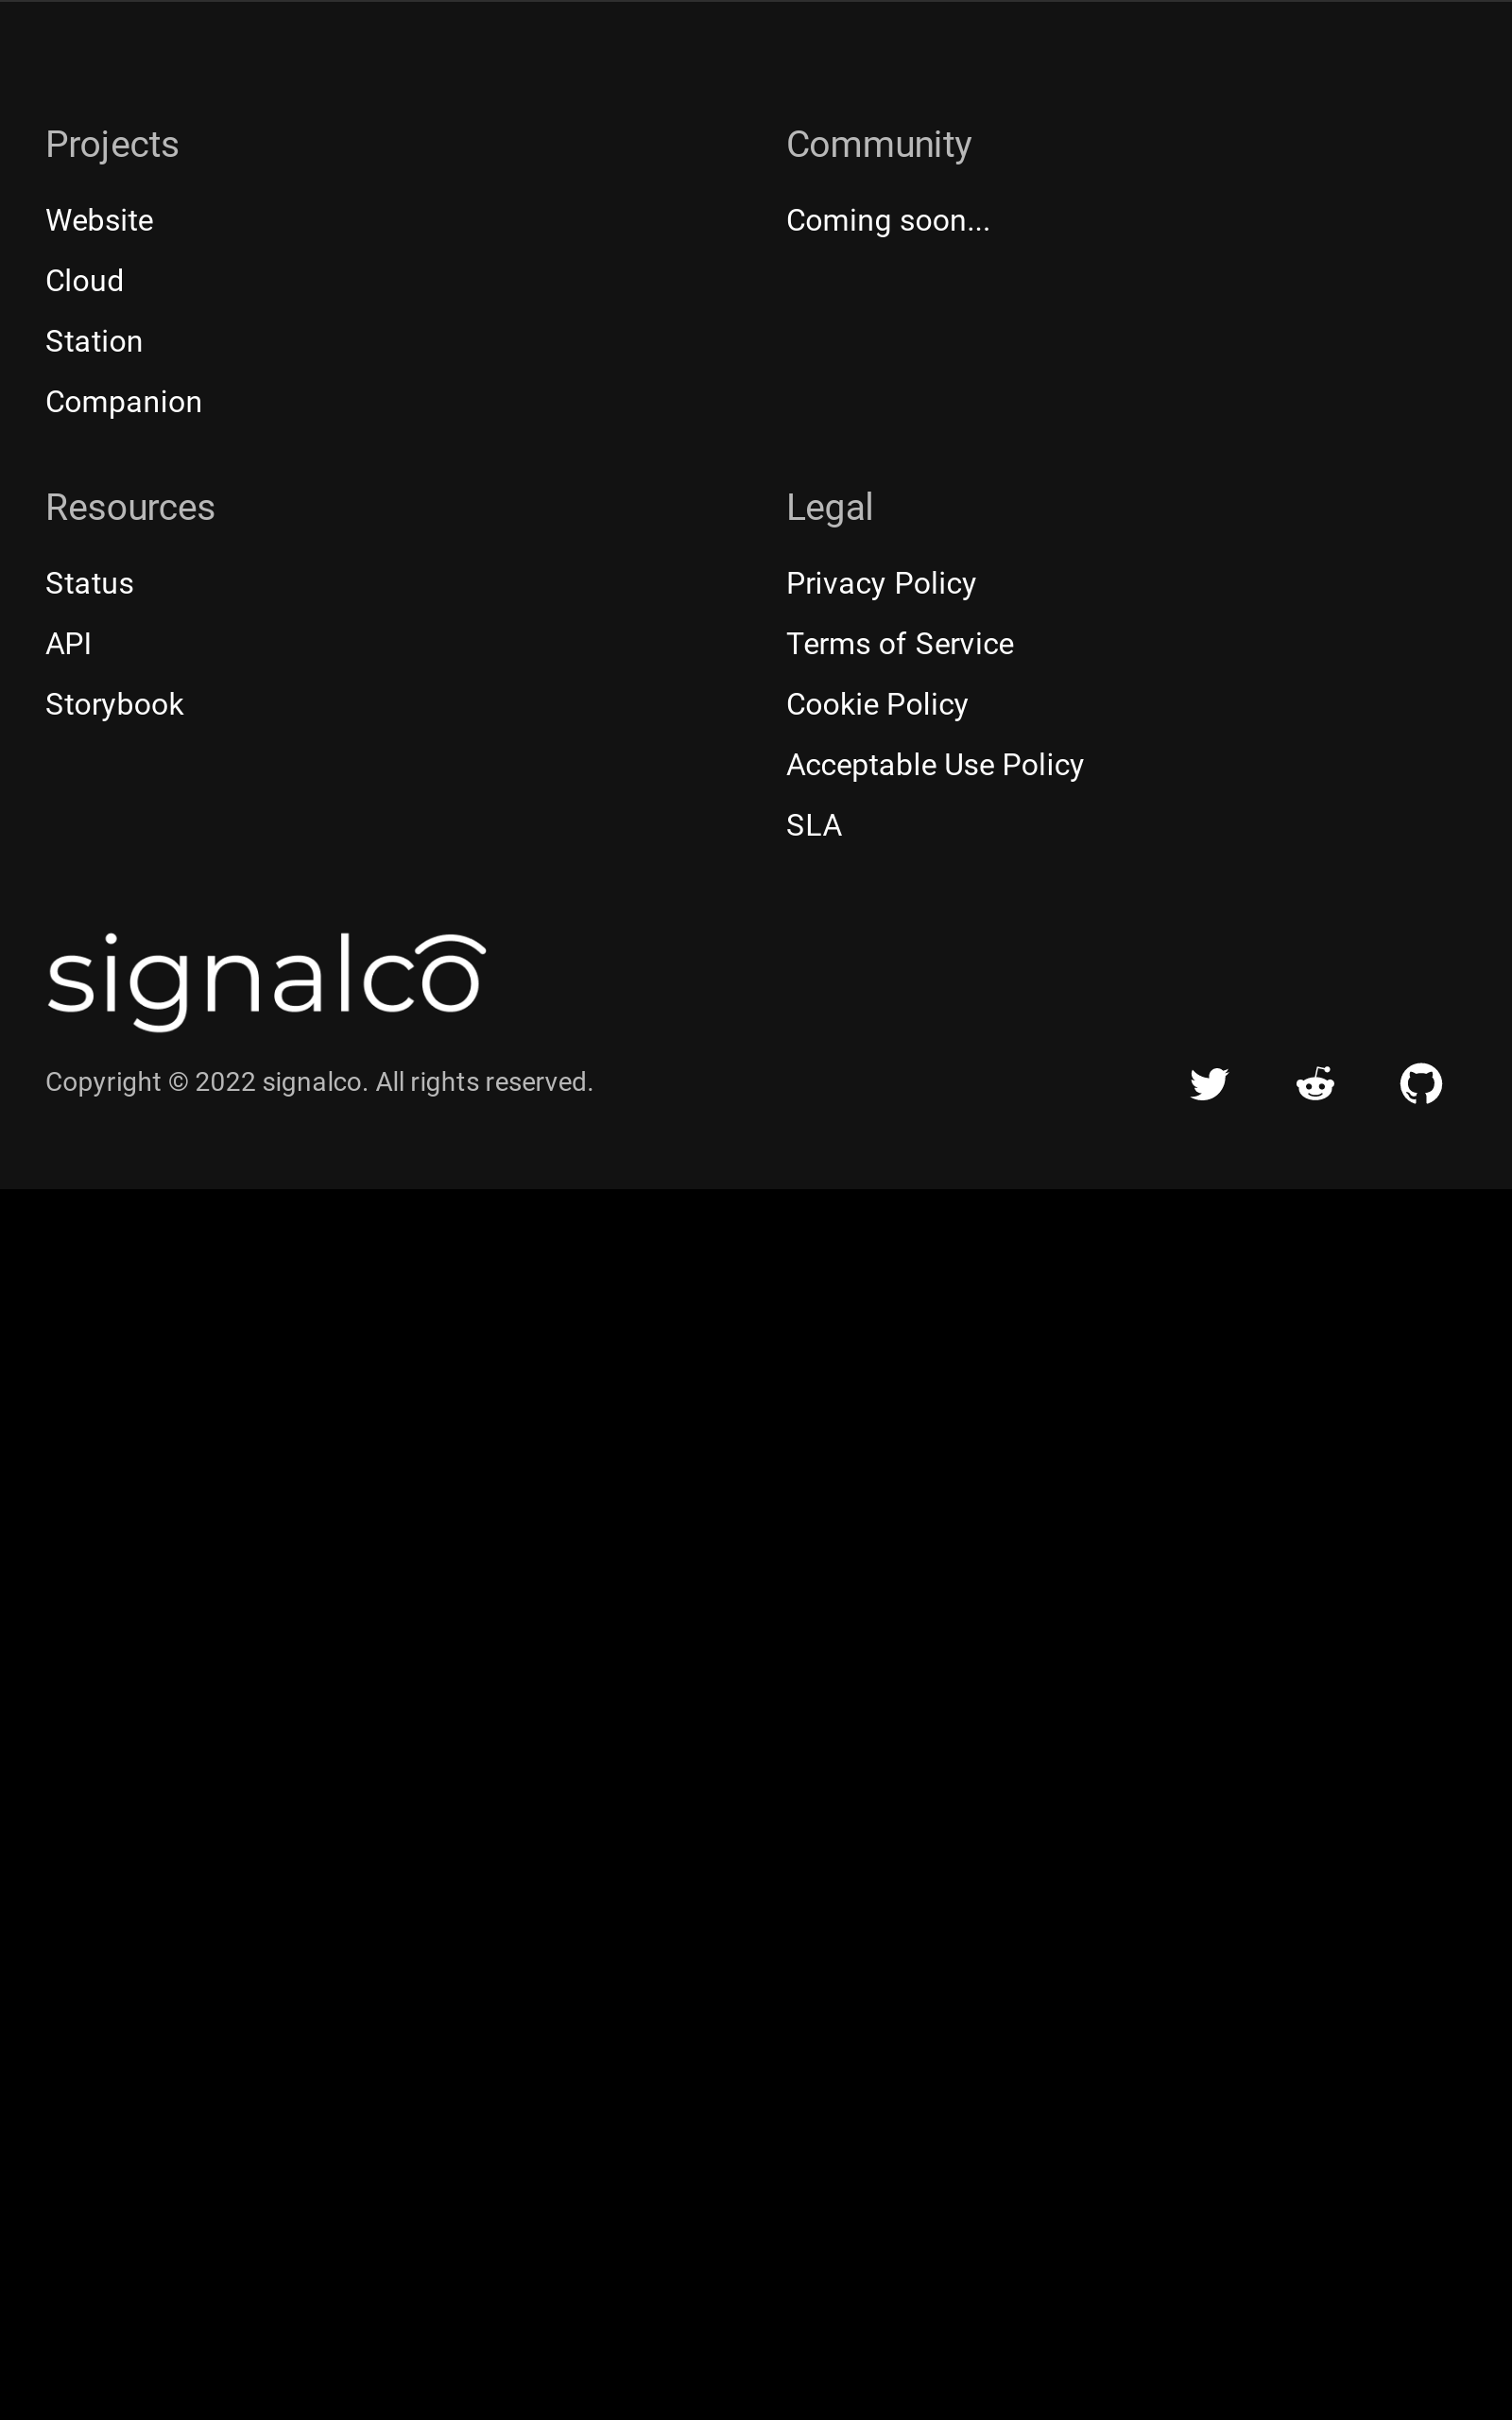 Projects
Website
Cloud
Station
Companion
Community
Coming soon...
Resources
Status
API
Storybook
Legal
Privacy Policy
Terms of Service
Cookie Policy
Acceptable Use Policy
SLA
signalco
Copyright © 2022 signalco. All rights reserved.